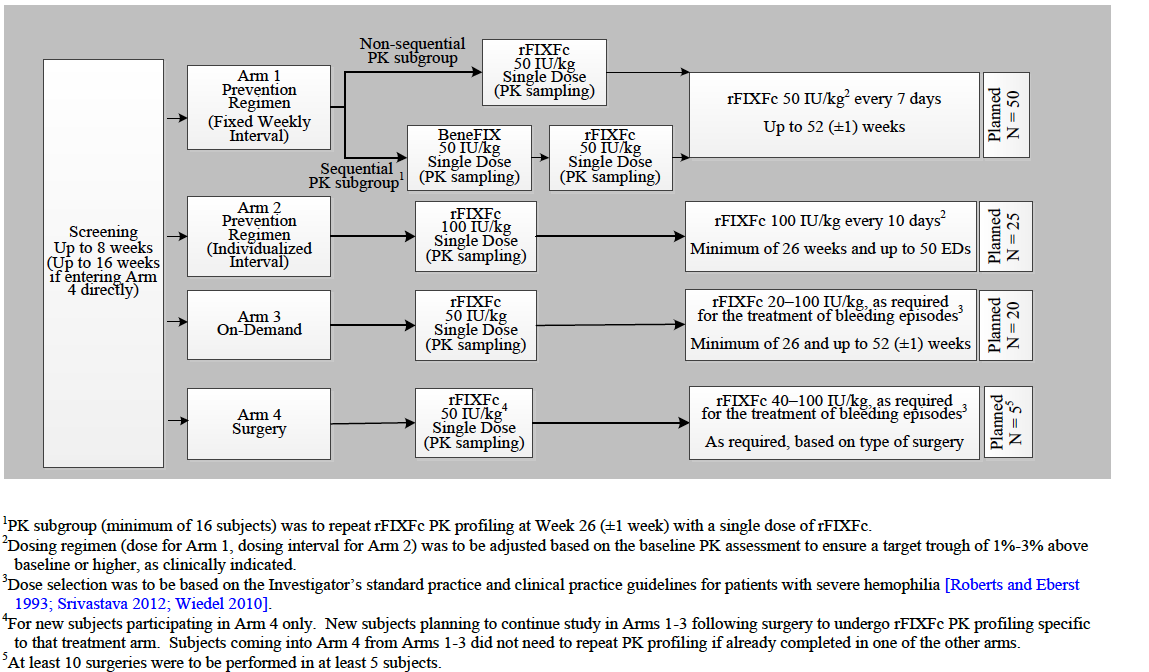 Screening
Up to 8 weeks
(Up to 16 weeks
if entering Arm
4 directly)
Arm 1
Prevention
Regimen
(Fixed Weekly
Interval)
Non-sequential
PK subgroup
rFIXFc
50 IU/kg
Single Dose
(PK sampling)
Sequential
PK subgroup¹
BeneFIX
50 IU/kg
Single Dose
(PK sampling)
rFIXFc
50 IU/kg
Single Dose
(PK sampling)
rFIXFc 50 IU/kg² every 7 days
Up to 52 (±1) weeks
Planned
N = 50
Arm 2
Prevention
Regimen
(Individualized
Interval)
rFIXFc
100 IU/kg
Single Dose
(PK sampling)
rFIXFc 100 IU/kg every 10 days²
Minimum of 26 weeks and up to 50 EDs
Planned
N = 25
Arm 3
On-Demand
rFIXFc
50 IU/kg
Single Dose
(PK sampling)
rFIXFc 20–100 IU/kg, as required
for the treatment of bleeding episodes³
Minimum of 26 and up to 52 (±1) weeks
Planned
N = 20
Arm 4
Surgery
rFIXFc
50 IU/kg⁴
Single Dose
(PK sampling)
rFIXFc 40–100 IU/kg, as required
for the treatment of bleeding episodes³
As required, based on type of surgery
Planned
N = 5⁵
¹PK subgroup (minimum of 16 subjects) was to repeat rFIXFc PK profiling at Week 26 (±1 week) with a single dose of rFIXFc.
²Dosing regimen (dose for Arm 1, dosing interval for Arm 2) was to be adjusted based on the baseline PK assessment to ensure a target trough of 1%-3% above
baseline or higher, as clinically indicated.
³Dose selection was to be based on the Investigator’s standard practice and clinical practice guidelines for patients with severe hemophilia [Roberts and Eberst
1993; Srivastava 2012; Wiedel 2010].
⁴For new subjects participating in Arm 4 only. New subjects planning to continue study in Arms 1-3 following surgery to undergo rFIXFc PK profiling specific
to that treatment arm. Subjects coming into Arm 4 from Arms 1-3 did not need to repeat PK profiling if already completed in one of the other arms.
⁵At least 10 surgeries were to be performed in at least 5 subjects.